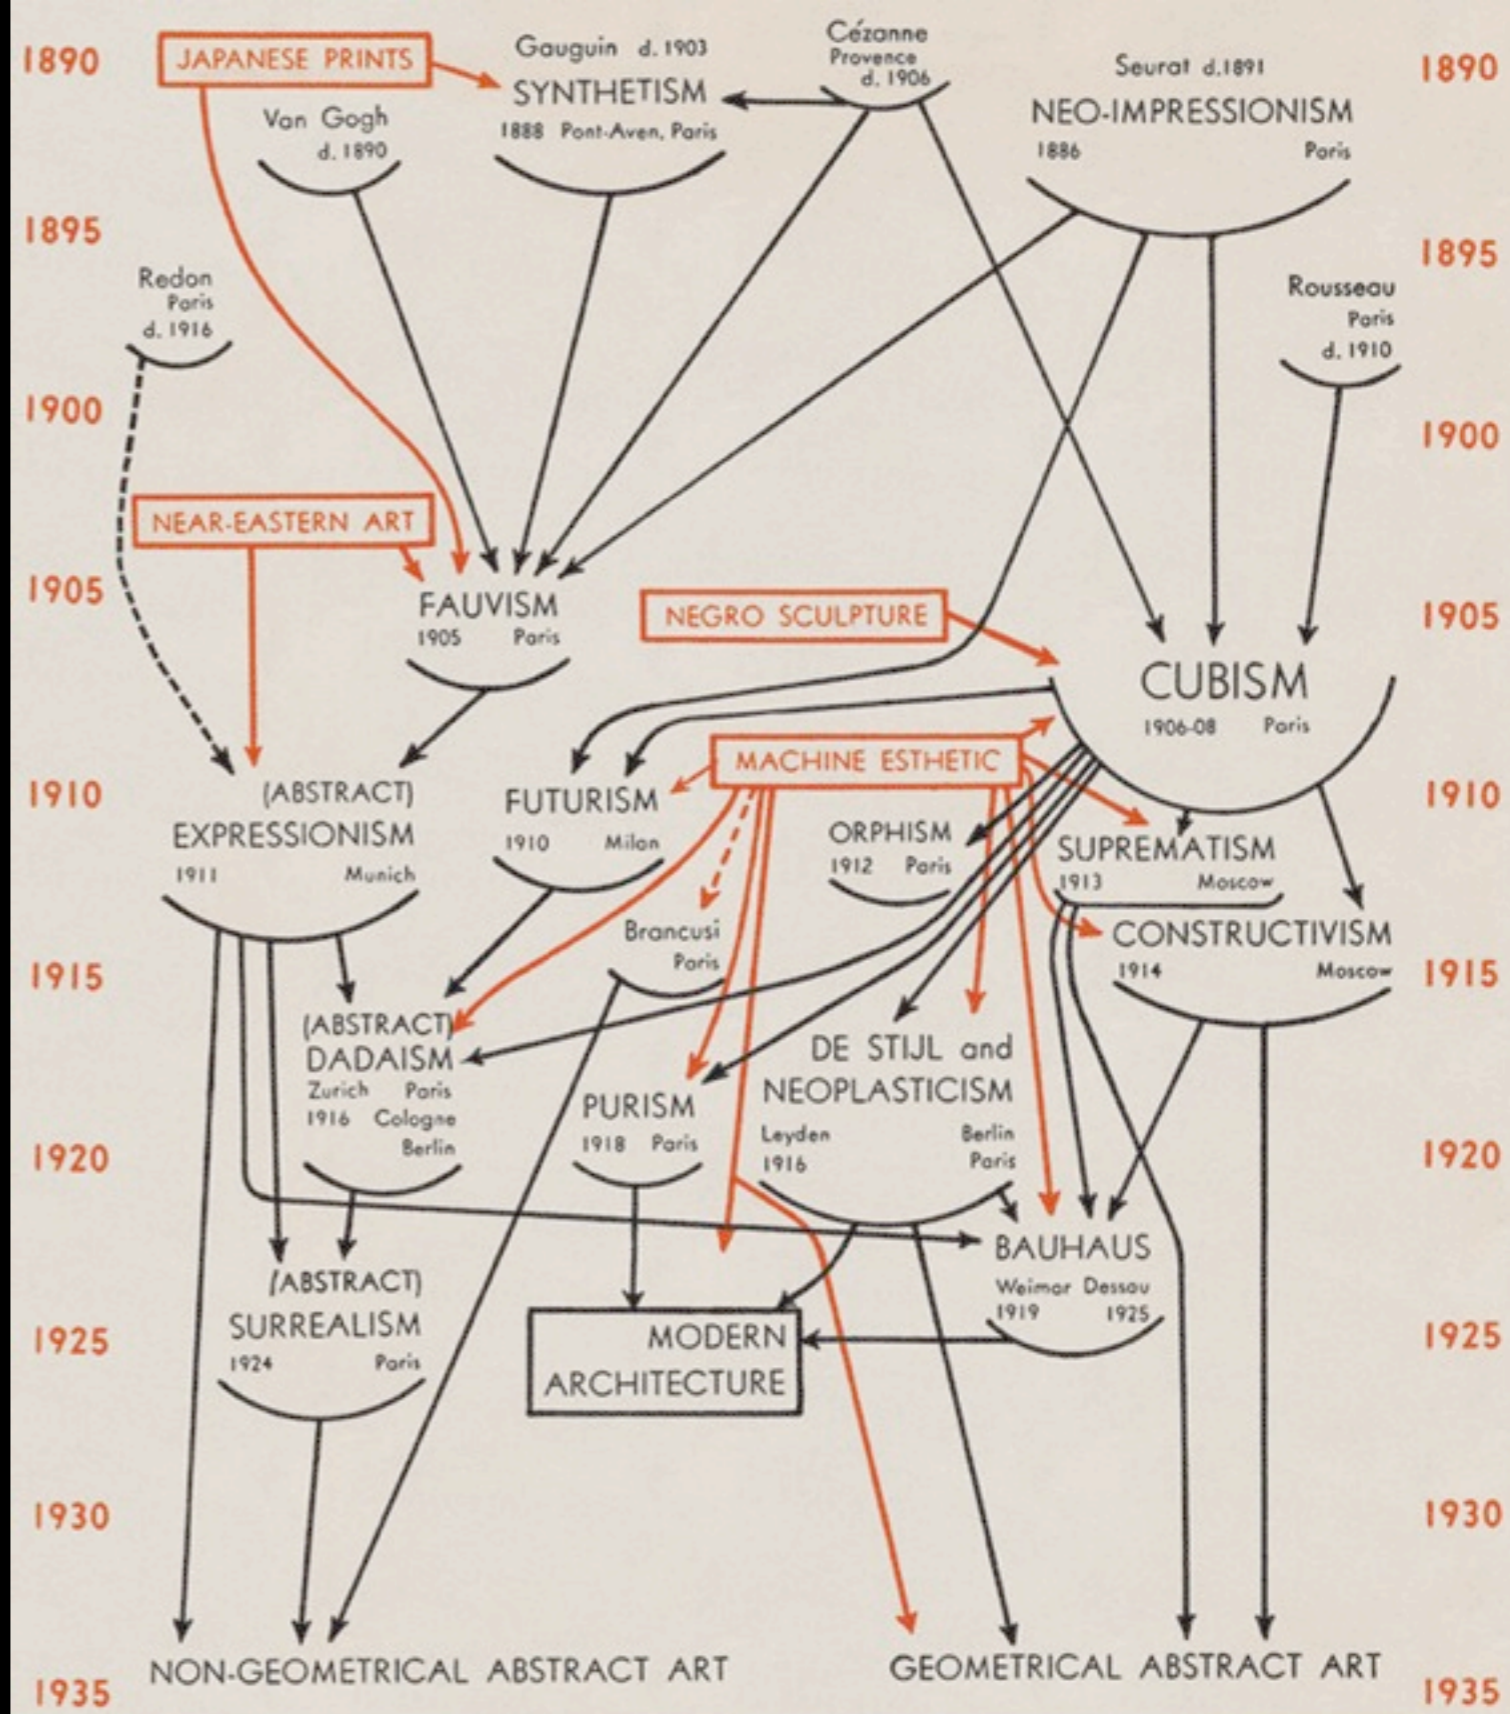 1890
JAPANESE PRINTS
Gauguin d. 1903
SYNTHETISM
1888 Pont-Aven, Paris
Cézanne
Provence
d. 1906
Seurat d.1891
NEO-IMPRESSIONISM
1886 Paris
1890
Van Gogh
d. 1890
1895
1895
Redon
Paris
d. 1916
Rousseau
Paris
d. 1910
1900
1900
NEAR-EASTERN ART
1905
FAUVISM
1905 Paris
NEGRO SCULPTURE
1905
CUBISM
1906-08 Paris
MACHINE ESTHETIC
1910
(ABSTRACT)
EXPRESSIONISM
1911 Munich
FUTURISM
1910 Milan
ORPHISM
1912 Paris
SUPREMATISM
1913 Moscow
1910
Brancusi
Paris
CONSTRUCTIVISM
1914 Moscow
1915
1915
(ABSTRACT)
DADAISM
Zurich Paris
1916 Cologne
Berlin
PURISM
1918 Paris
DE STIJL and
NEOPLASTICISM
Leyden Berlin
1916 Paris
1920
1920
BAUHAUS
Weimar Dessau
1919 1925
(ABSTRACT)
SURREALISM
1924 Paris
MODERN
ARCHITECTURE
1925
1925
1930
1930
NON-GEOMETRICAL ABSTRACT ART
GEOMETRICAL ABSTRACT ART
1935
1935